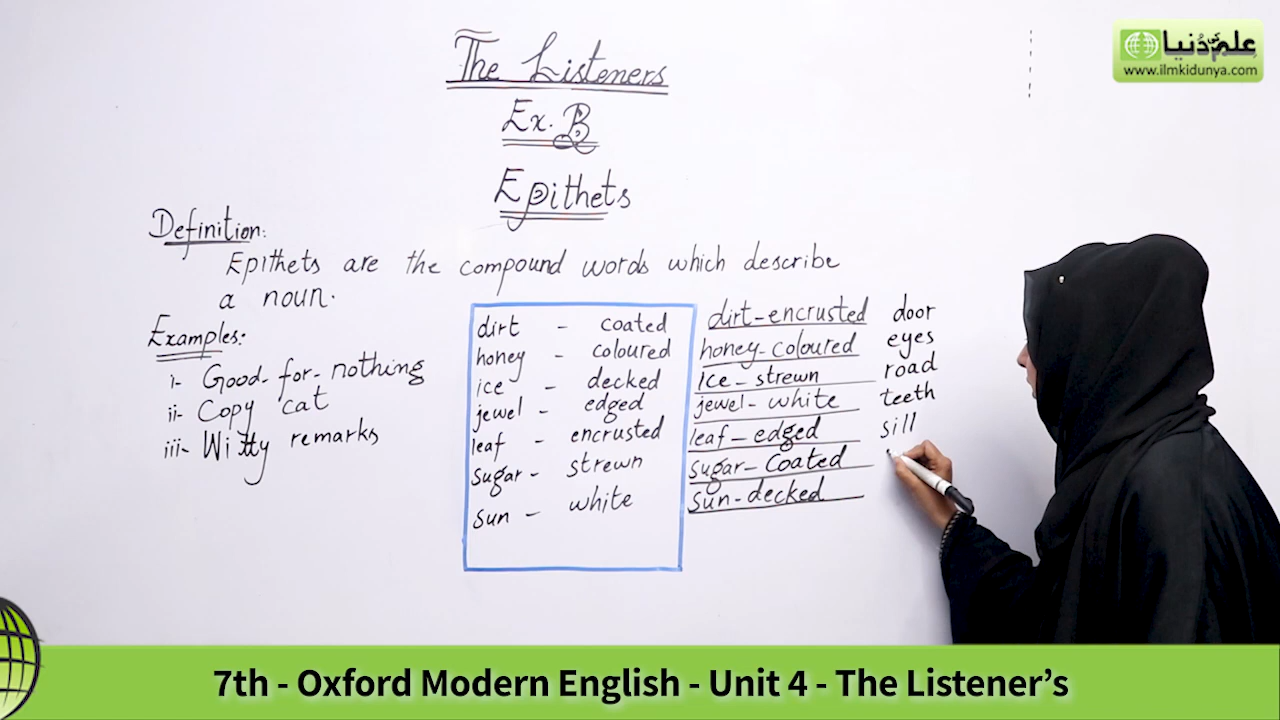 علم کی دُنیا
www.ilmkidunya.com
The Listeners
Ex. B
Epithets
Definition:
Epithets are the compound words which describe
a noun.
Examples:
i- Good-for-nothing
ii- Copy cat
iii- Witty remarks
dirt - coated
honey - coloured
ice - decked
jewel - edged
leaf - encrusted
sugar - strewn
sun - white
dirt-encrusted door
honey-coloured eyes
Ice-strewn road
jewel-white teeth
leaf-edged sill
sugar-Coated
sun-decked
7th - Oxford Modern English - Unit 4 - The Listener’s